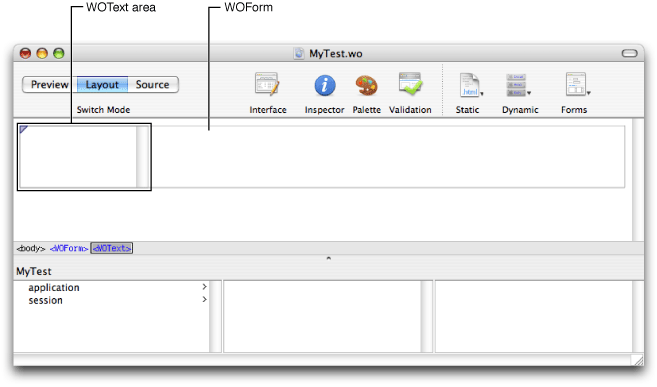 WOText area WOForm
MyTest.wo
Preview Layout Source
Switch Mode Interface Inspector Palette Validation Static Dynamic Forms
.html
<body> <WOForm> <WOText>
MyTest
application >
session >